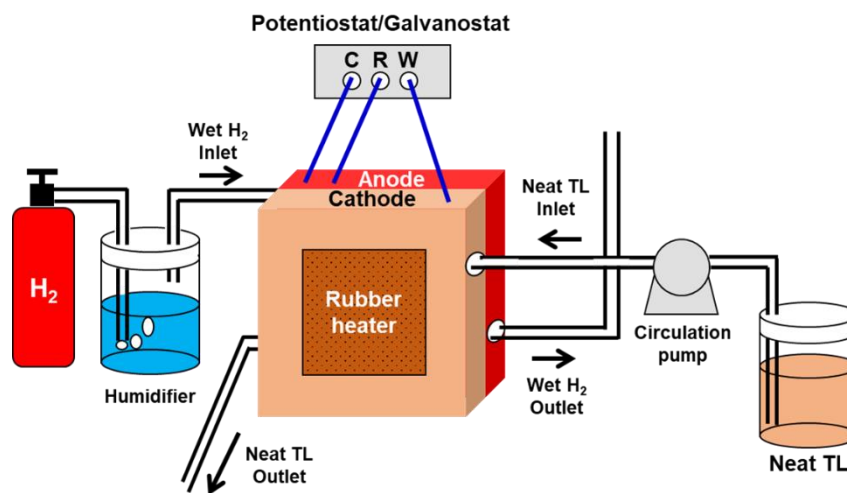 Potentiostat/Galvanostat
C R W
Wet H₂
Inlet
Anode
Cathode
Neat TL
Inlet
H₂
Rubber
heater
Circulation
pump
Humidifier
Wet H₂
Outlet
Neat TL
Outlet
Neat TL